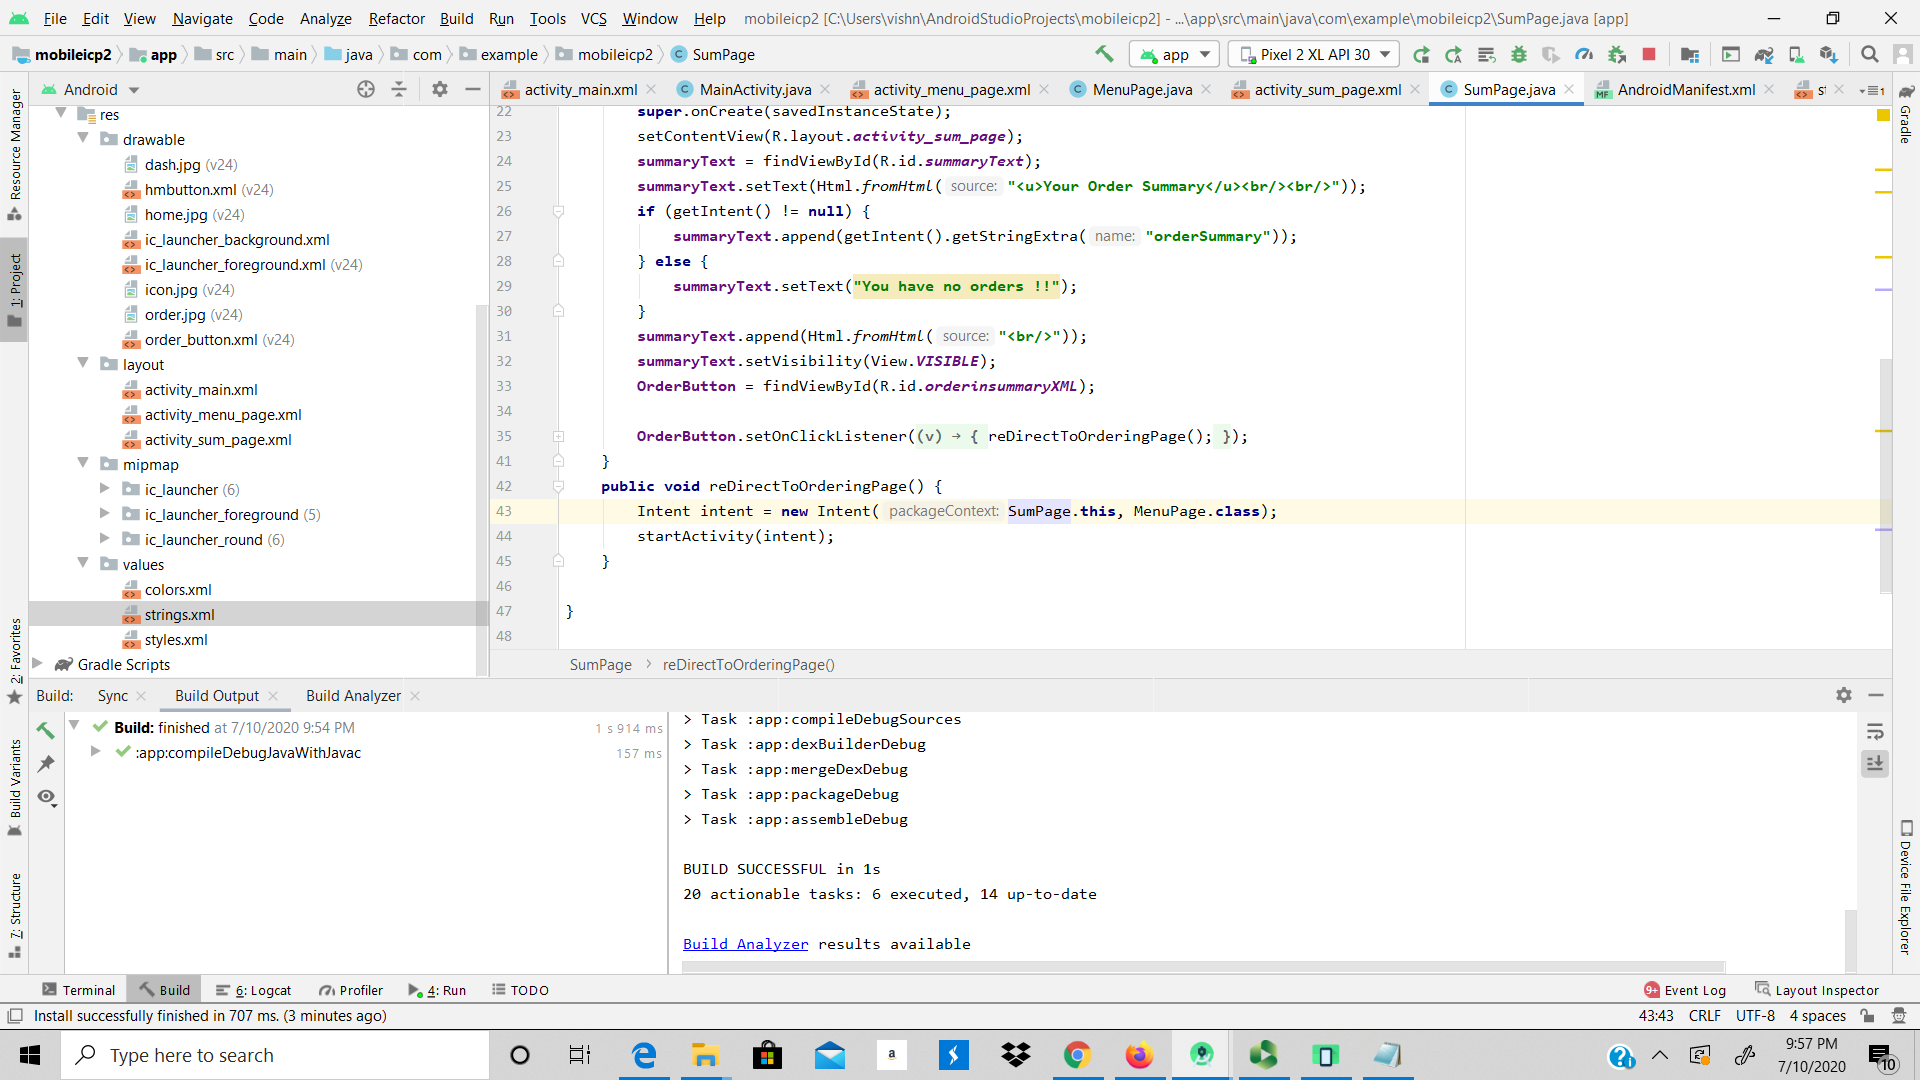 File Edit View Navigate Code Analyze Refactor Build Run Tools VCS Window Help mobileicp2 [C:\Users\vishn\AndroidStudioProjects\mobileicp2] - ...\app\src\main\java\com\example\mobileicp2\SumPage.java [app]
mobileicp2 app src main java com example mobileicp2 SumPage app Pixel 2 XL API 30
Android activity_main.xml MainActivity.java activity_menu_page.xml MenuPage.java activity_sum_page.xml SumPage.java AndroidManifest.xml
res
drawable
dash.jpg (v24)
hmbutton.xml (v24)
home.jpg (v24)
ic_launcher_background.xml
ic_launcher_foreground.xml (v24)
icon.jpg (v24)
order.jpg (v24)
order_button.xml (v24)
layout
activity_main.xml
activity_menu_page.xml
activity_sum_page.xml
mipmap
ic_launcher (6)
ic_launcher_foreground (5)
ic_launcher_round (6)
values
colors.xml
strings.xml
styles.xml
Gradle Scripts
22 super.onCreate(savedInstanceState);
23 setContentView(R.layout.activity_sum_page);
24 summaryText = findViewById(R.id.summaryText);
25 summaryText.setText(Html.fromHtml( source: "<u>Your Order Summary</u><br/><br/>"));
26 if (getIntent() != null) {
27 summaryText.append(getIntent().getStringExtra( name: "orderSummary"));
28 } else {
29 summaryText.setText("You have no orders !!");
30 }
31 summaryText.append(Html.fromHtml( source: "<br/>"));
32 summaryText.setVisibility(View.VISIBLE);
33 OrderButton = findViewById(R.id.orderinsummaryXML);
34
35 OrderButton.setOnClickListener((v) → { reDirectToOrderingPage(); });
41 }
42 public void reDirectToOrderingPage() {
43 Intent intent = new Intent( packageContext: SumPage.this, MenuPage.class);
44 startActivity(intent);
45 }
46
47 }
48
SumPage > reDirectToOrderingPage()
Resource Manager
1: Project
2: Favorites
Build Variants
7: Structure
Gradle
Device File Explorer
Build: Sync Build Output Build Analyzer
Build: finished at 7/10/2020 9:54 PM 1 s 914 ms
:app:compileDebugJavaWithJavac 157 ms
> Task :app:compileDebugSources
> Task :app:dexBuilderDebug
> Task :app:mergeDexDebug
> Task :app:packageDebug
> Task :app:assembleDebug
BUILD SUCCESSFUL in 1s
20 actionable tasks: 6 executed, 14 up-to-date
Build Analyzer results available
Terminal Build 6: Logcat Profiler 4: Run TODO 9+ Event Log Layout Inspector
Install successfully finished in 707 ms. (3 minutes ago) 43:43 CRLF UTF-8 4 spaces
Type here to search
9:57 PM
7/10/2020
10